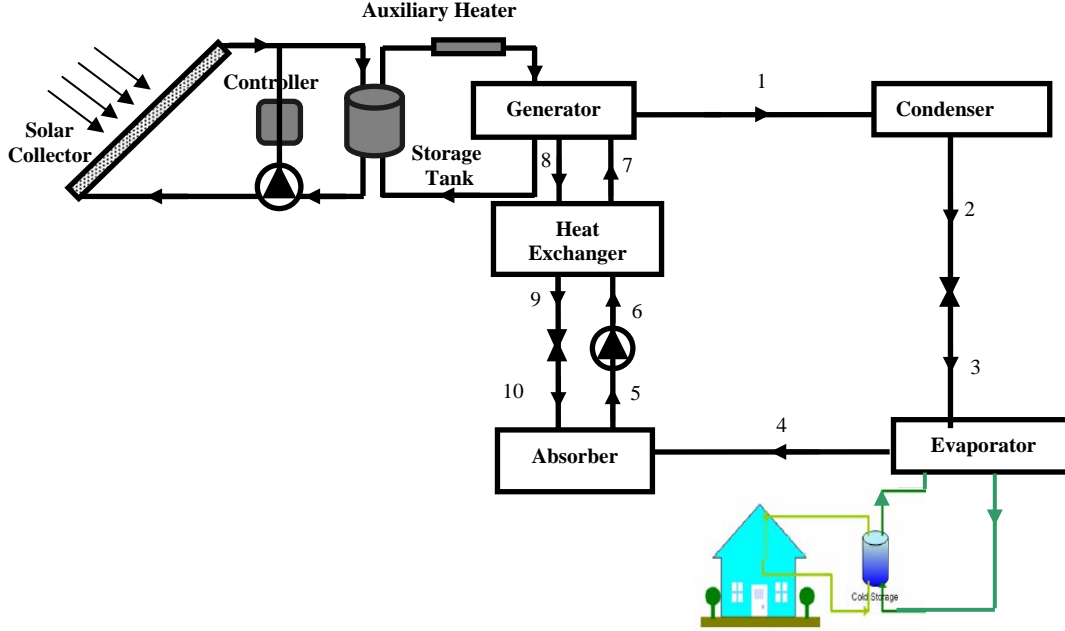 Auxiliary Heater
Controller
Solar
Collector
Storage
Tank
Generator
1
Condenser
8
7
2
Heat
Exchanger
9
6
3
10
5
4
Absorber
Evaporator
Cold Storage